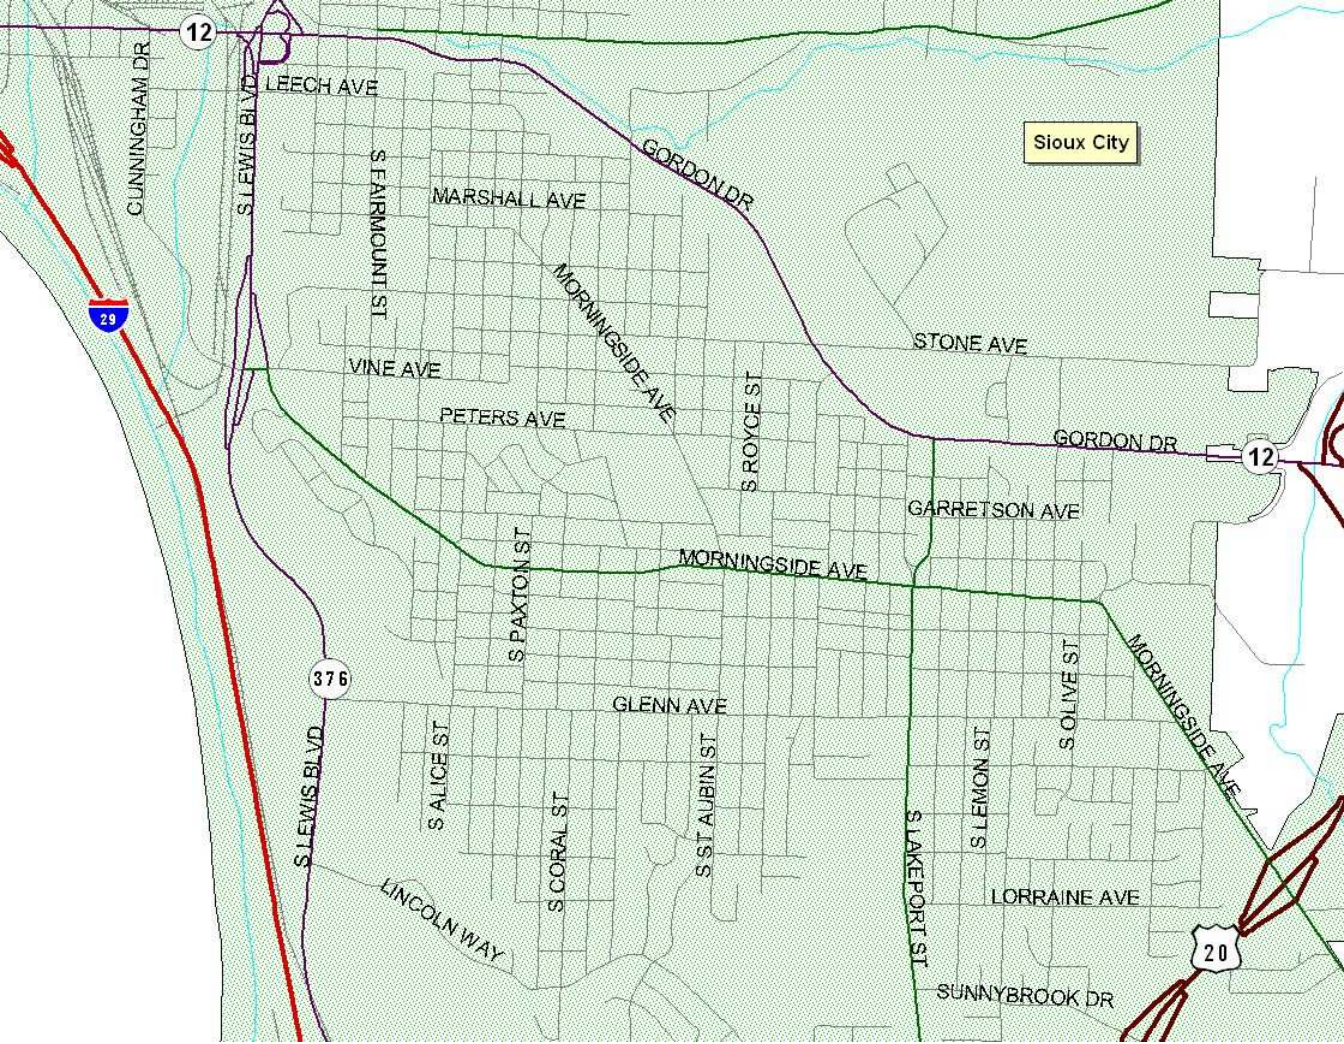 12
CUNNINGHAM DR
S LEWIS BLVD
LEECH AVE
Sioux City
S FAIRMOUNT ST
GORDON DR
MARSHALL AVE
MORNINGSIDE AVE
29
STONE AVE
VINE AVE
S ROYCE ST
PETERS AVE
GORDON DR
12
GARRETSON AVE
S PAXTON ST
MORNINGSIDE AVE
376
S OLIVE ST
MORNINGSIDE AVE
GLENN AVE
S ALICE ST
S LEWIS BLVD
S ST AUBIN ST
S LEMON ST
S CORAL ST
S LAKEPORT ST
LINCOLN WAY
LORRAINE AVE
20
SUNNYBROOK DR